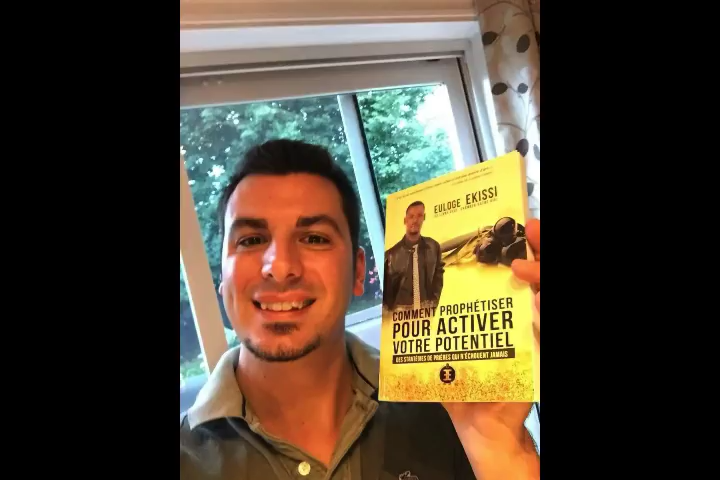 EULOGE EKISSI
COMMENT PROPHÉTISER
POUR ACTIVER
VOTRE POTENTIEL
DES STRATÉGIES DE PRIÈRES QUI N'ÉCHOUENT JAMAIS